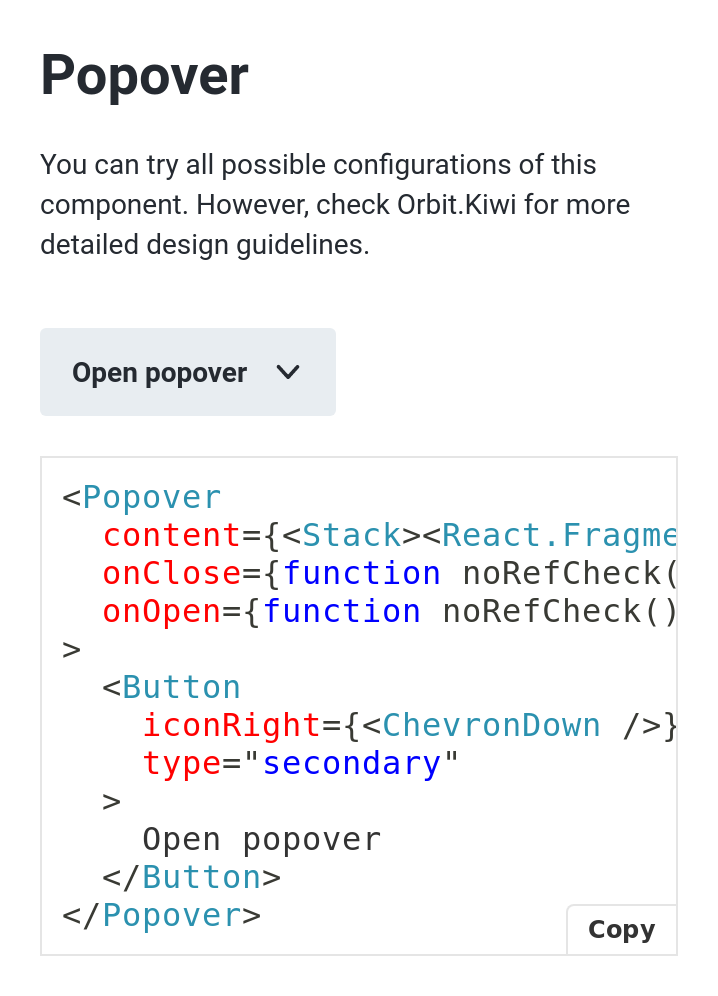 Popover
You can try all possible configurations of this
component. However, check Orbit.Kiwi for more
detailed design guidelines.
Open popover
<Popover
  content={<Stack><React.Fragme
  onClose={function noRefCheck(
  onOpen={function noRefCheck()
>
  <Button
    iconRight={<ChevronDown />}
    type="secondary"
  >
    Open popover
  </Button>
</Popover>
Copy